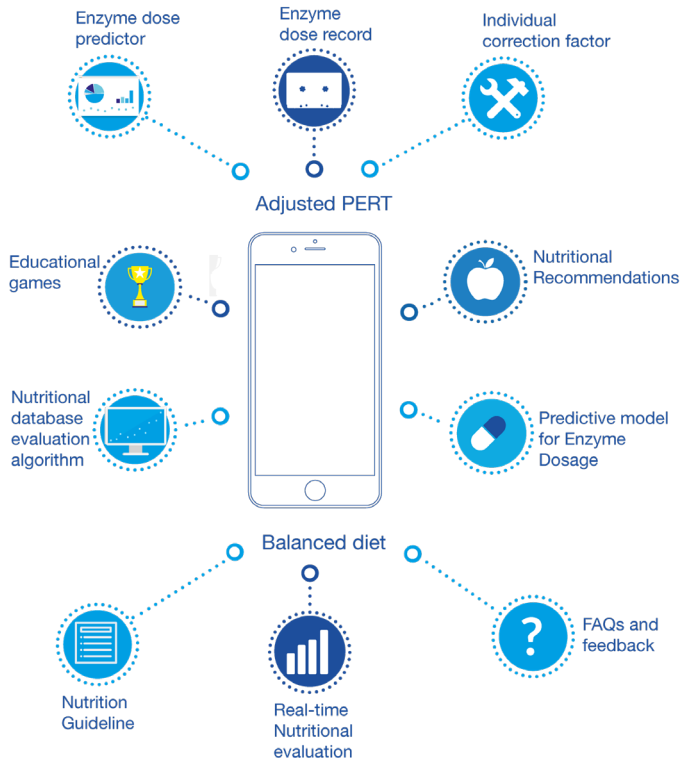 Enzyme dose
predictor
Enzyme
dose record
Individual
correction factor
Adjusted PERT
Educational
games
Nutritional
Recommendations
Nutritional
database
evaluation
algorithm
Predictive model
for Enzyme
Dosage
Balanced diet
Nutrition
Guideline
Real-time
Nutritional
evaluation
?
FAQs and
feedback